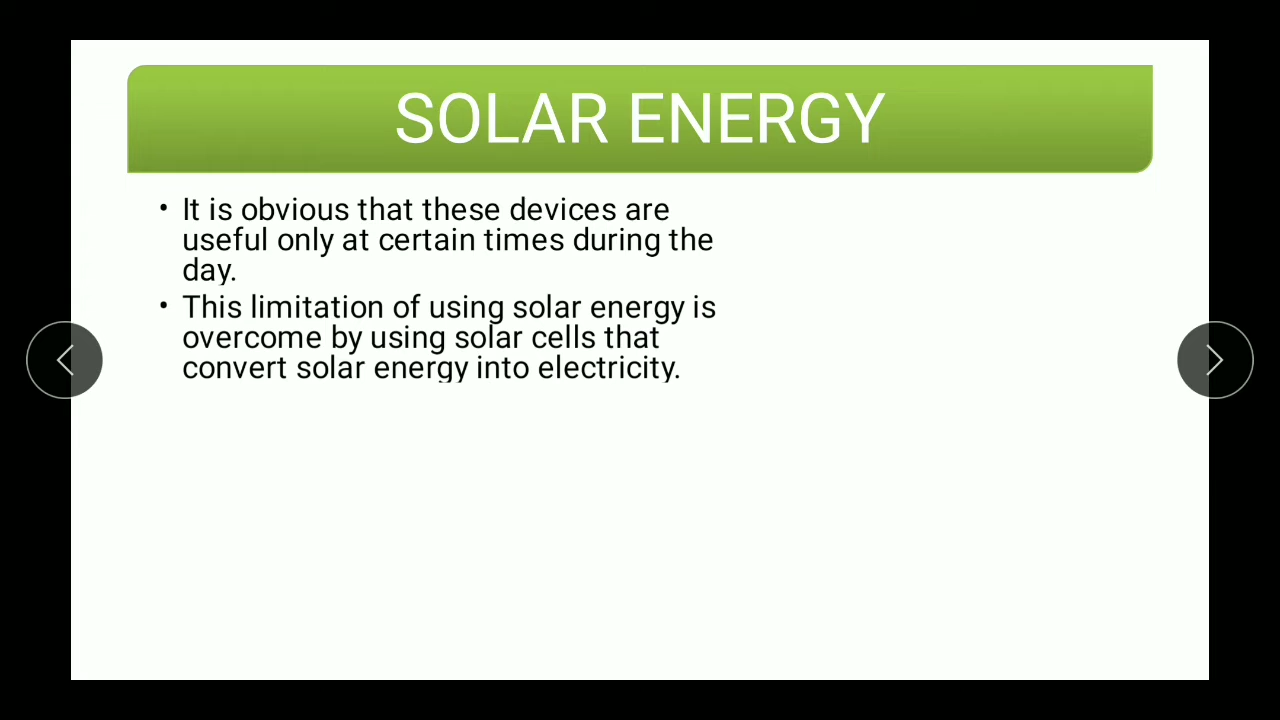 SOLAR ENERGY
• It is obvious that these devices are
useful only at certain times during the
day.
• This limitation of using solar energy is
overcome by using solar cells that
convert solar energy into electricity.